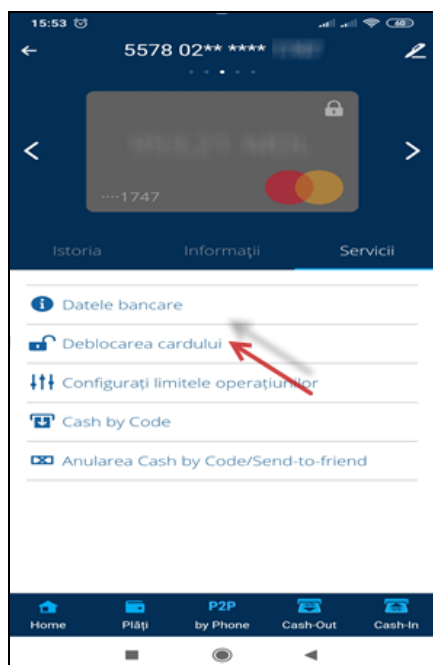 15:53
60
5578 02** ****
····1747
Istoria Informații Servicii
Datele bancare
Deblocarea cardului
Configurați limitele operațiunilor
Cash by Code
Anularea Cash by Code/Send-to-friend
P2P
Home Plăți by Phone Cash-Out Cash-In